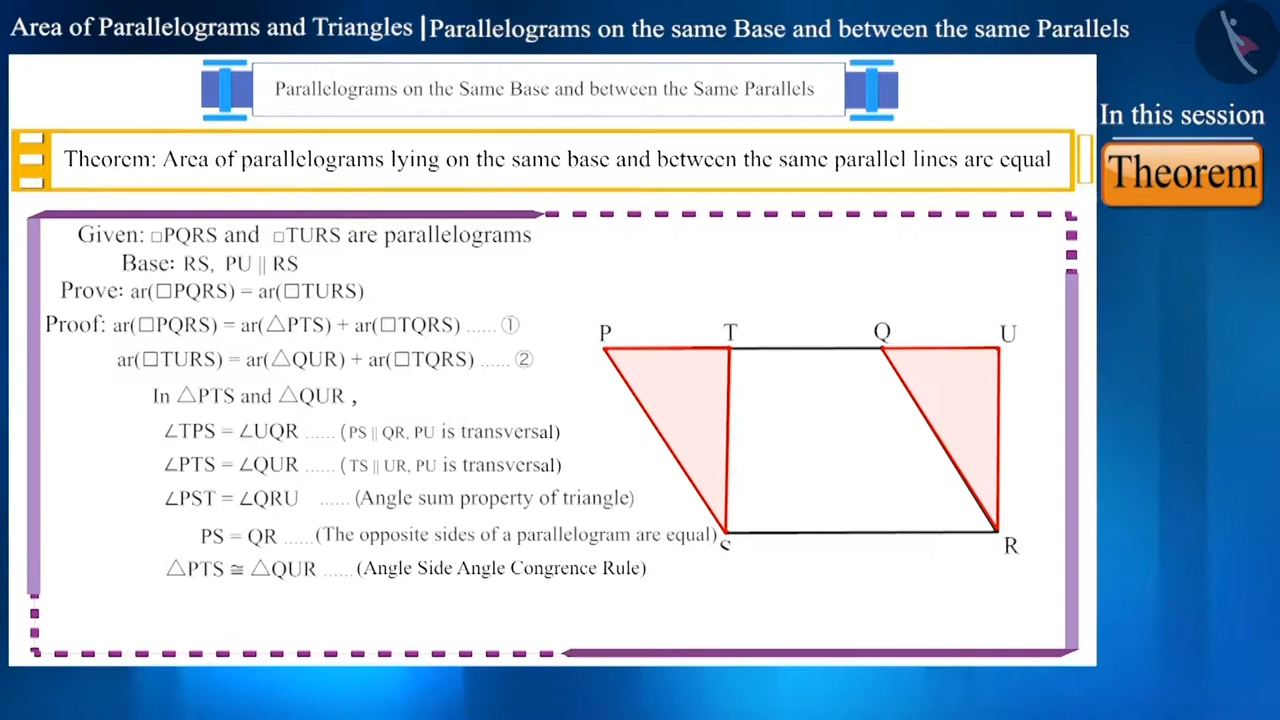 Area of Parallelograms and Triangles | Parallelograms on the same Base and between the same Parallels
Parallelograms on the Same Base and between the Same Parallels
In this session
Theorem
Theorem: Area of parallelograms lying on the same base and between the same parallel lines are equal
Given: □PQRS and □TURS are parallelograms
Base: RS, PU || RS
Prove: ar(□PQRS) = ar(□TURS)
Proof: ar(□PQRS) = ar(△PTS) + ar(□TQRS) ...... ①
ar(□TURS) = ar(△QUR) + ar(□TQRS) ...... ②
In △PTS and △QUR ,
∠TPS = ∠UQR ...... (PS || QR, PU is transversal)
∠PTS = ∠QUR ...... (TS || UR, PU is transversal)
∠PST = ∠QRU ...... (Angle sum property of triangle)
PS = QR ...... (The opposite sides of a parallelogram are equal)
△PTS ≅ △QUR ...... (Angle Side Angle Congrence Rule)
P T Q U
S R